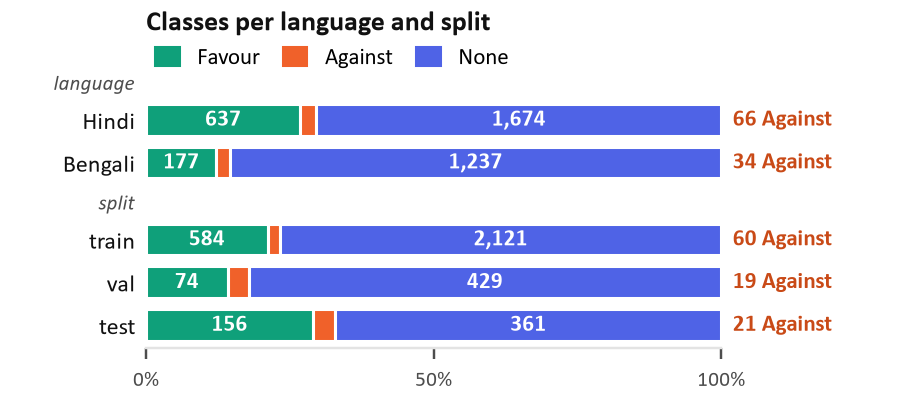 Classes per language and split
Favour Against None
language
Hindi 637 1,674 66 Against
Bengali 177 1,237 34 Against
split
train 584 2,121 60 Against
val 74 429 19 Against
test 156 361 21 Against
0% 50% 100%